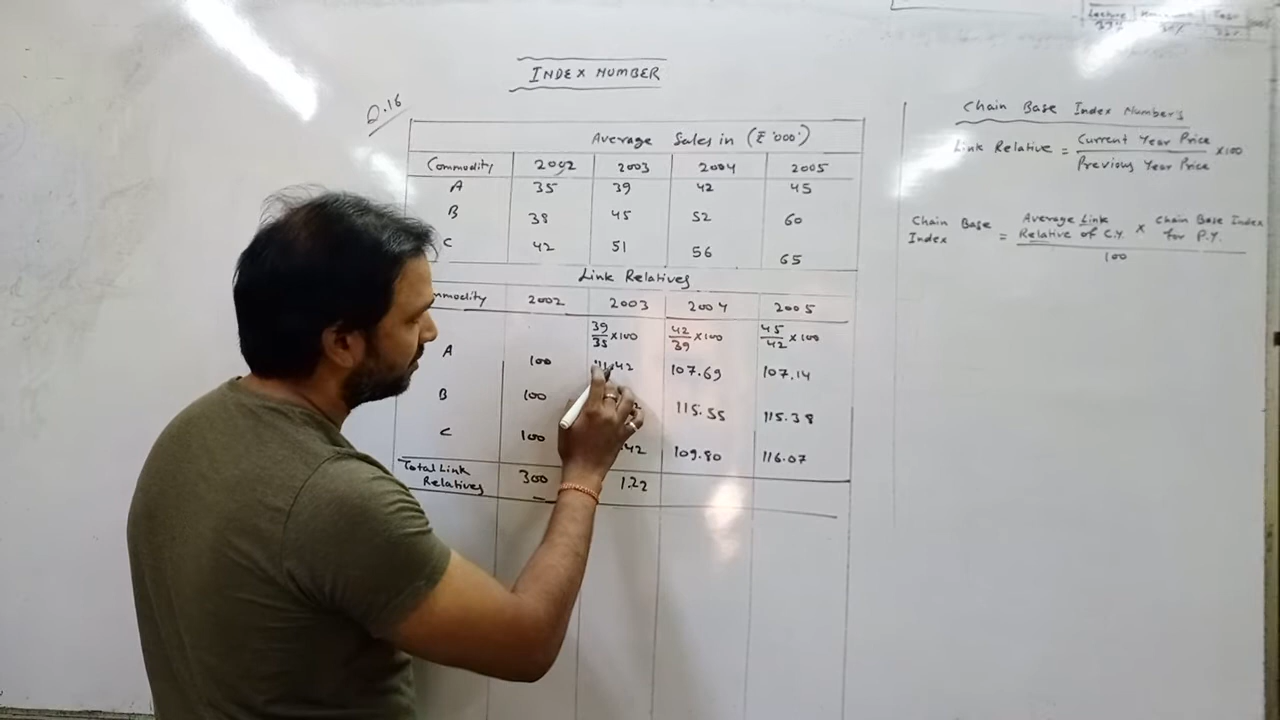 INDEX NUMBER
Q.16
Average Sales in (₹ '000')
Commodity 2002 2003 2004 2005
A 35 39 42 45
B 38 45 52 60
C 42 51 56 65
Link Relatives
mmodity 2002 2003 2004 2005
39/35 ×100 42/39 ×100 45/42 ×100
A 100 111.42 107.69 107.14
B 100 115.55 115.38
C 100 .42 109.80 116.07
Total Link Relatives 300 1.22
Chain Base Index Number's
Link Relative = Current Year Price / Previous Year Price ×100
Chain Base Index = Average Link Relative of C.Y. × Chain Base Index for P.Y. / 100
Lecture